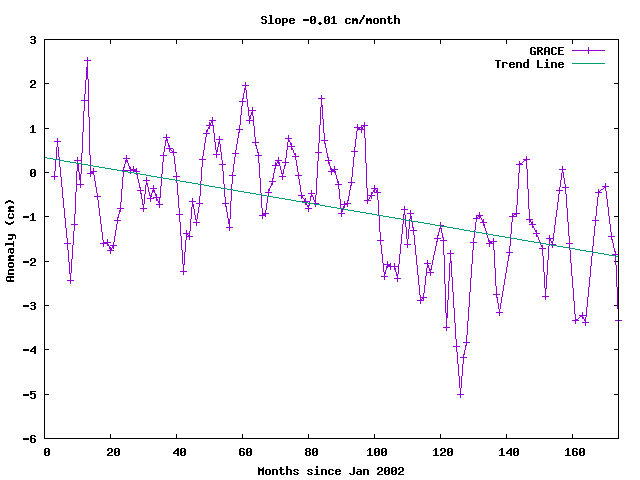 Slope -0.01 cm/month
GRACE
Trend Line
3
2
1
0
-1
-2
-3
-4
-5
-6
Anomaly (cm)
0 20 40 60 80 100 120 140 160
Months since Jan 2002